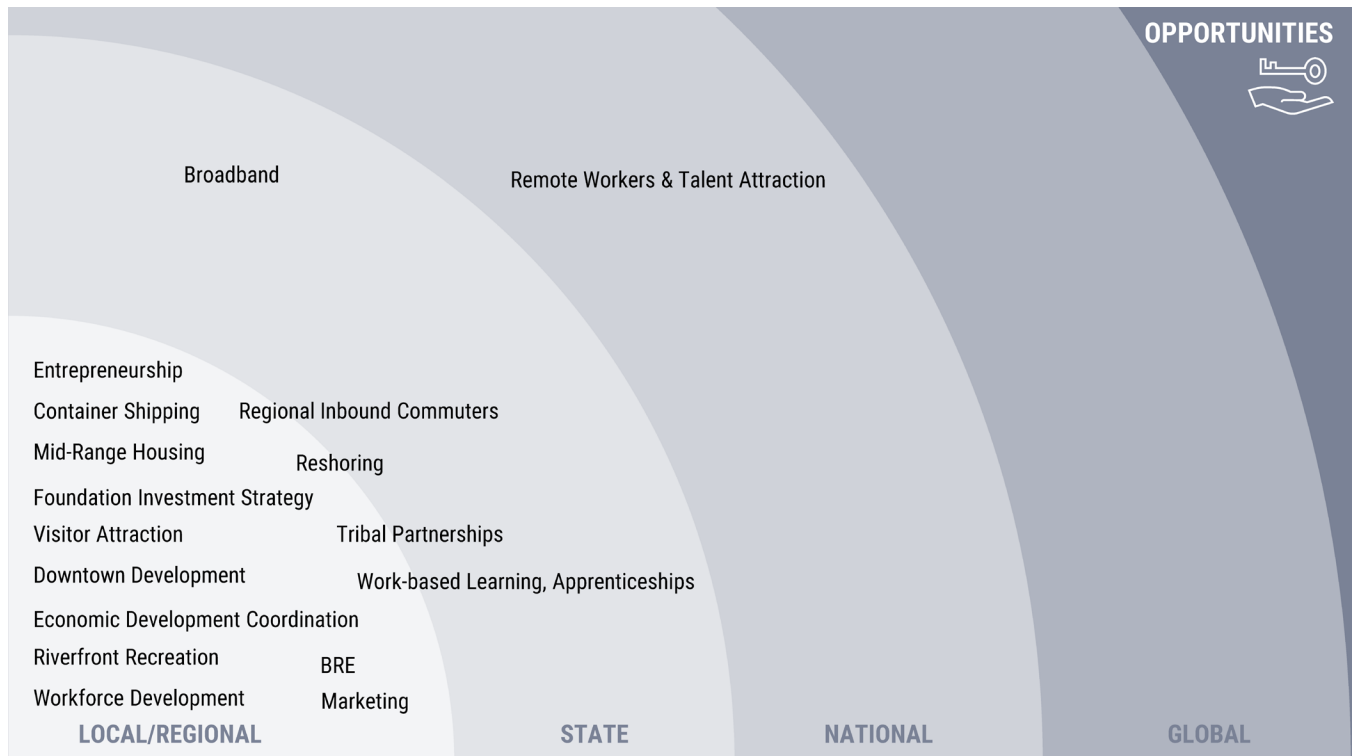 OPPORTUNITIES
Broadband
Remote Workers & Talent Attraction
Entrepreneurship
Container Shipping
Regional Inbound Commuters
Mid-Range Housing
Reshoring
Foundation Investment Strategy
Visitor Attraction
Tribal Partnerships
Downtown Development
Work-based Learning, Apprenticeships
Economic Development Coordination
Riverfront Recreation
BRE
Workforce Development
Marketing
LOCAL/REGIONAL
STATE
NATIONAL
GLOBAL